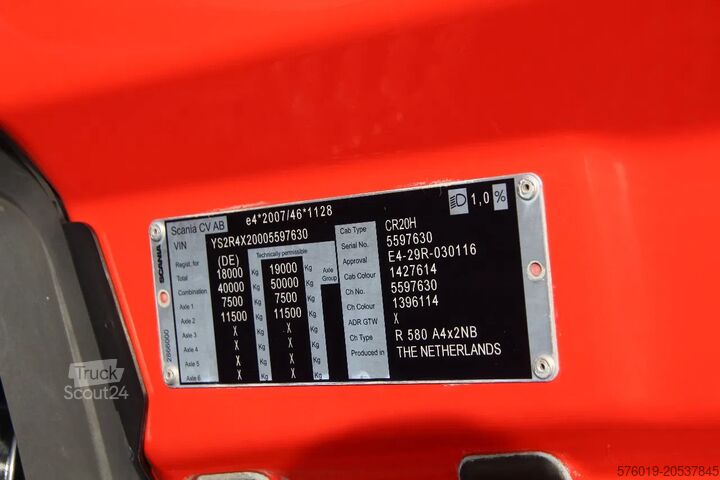 Scania CV AB e4*2007/46*1128 1,0 %
VIN YS2R4X20005597630
Regist. for (DE) Technically permissible
Total 18000 Kg 19000 Kg Axle Group
Combination 40000 Kg 50000 Kg
Axle 1 7500 Kg 7500 Kg
Axle 2 11500 Kg 11500 Kg
Axle 3 X Kg X Kg
Axle 4 X Kg X Kg
Axle 5 X Kg X Kg
Axle 6 X Kg X Kg
Cab Type CR20H
Serial No. 5597630
Approval E4-29R-030116
Cab Colour 1427614
Ch No. 5597630
Ch Colour 1396114
ADR GTW X
Ch Type R 580 A4x2NB
Produced in THE NETHERLANDS
SCANIA
2866000
Truck
Scout24
576019-20537845